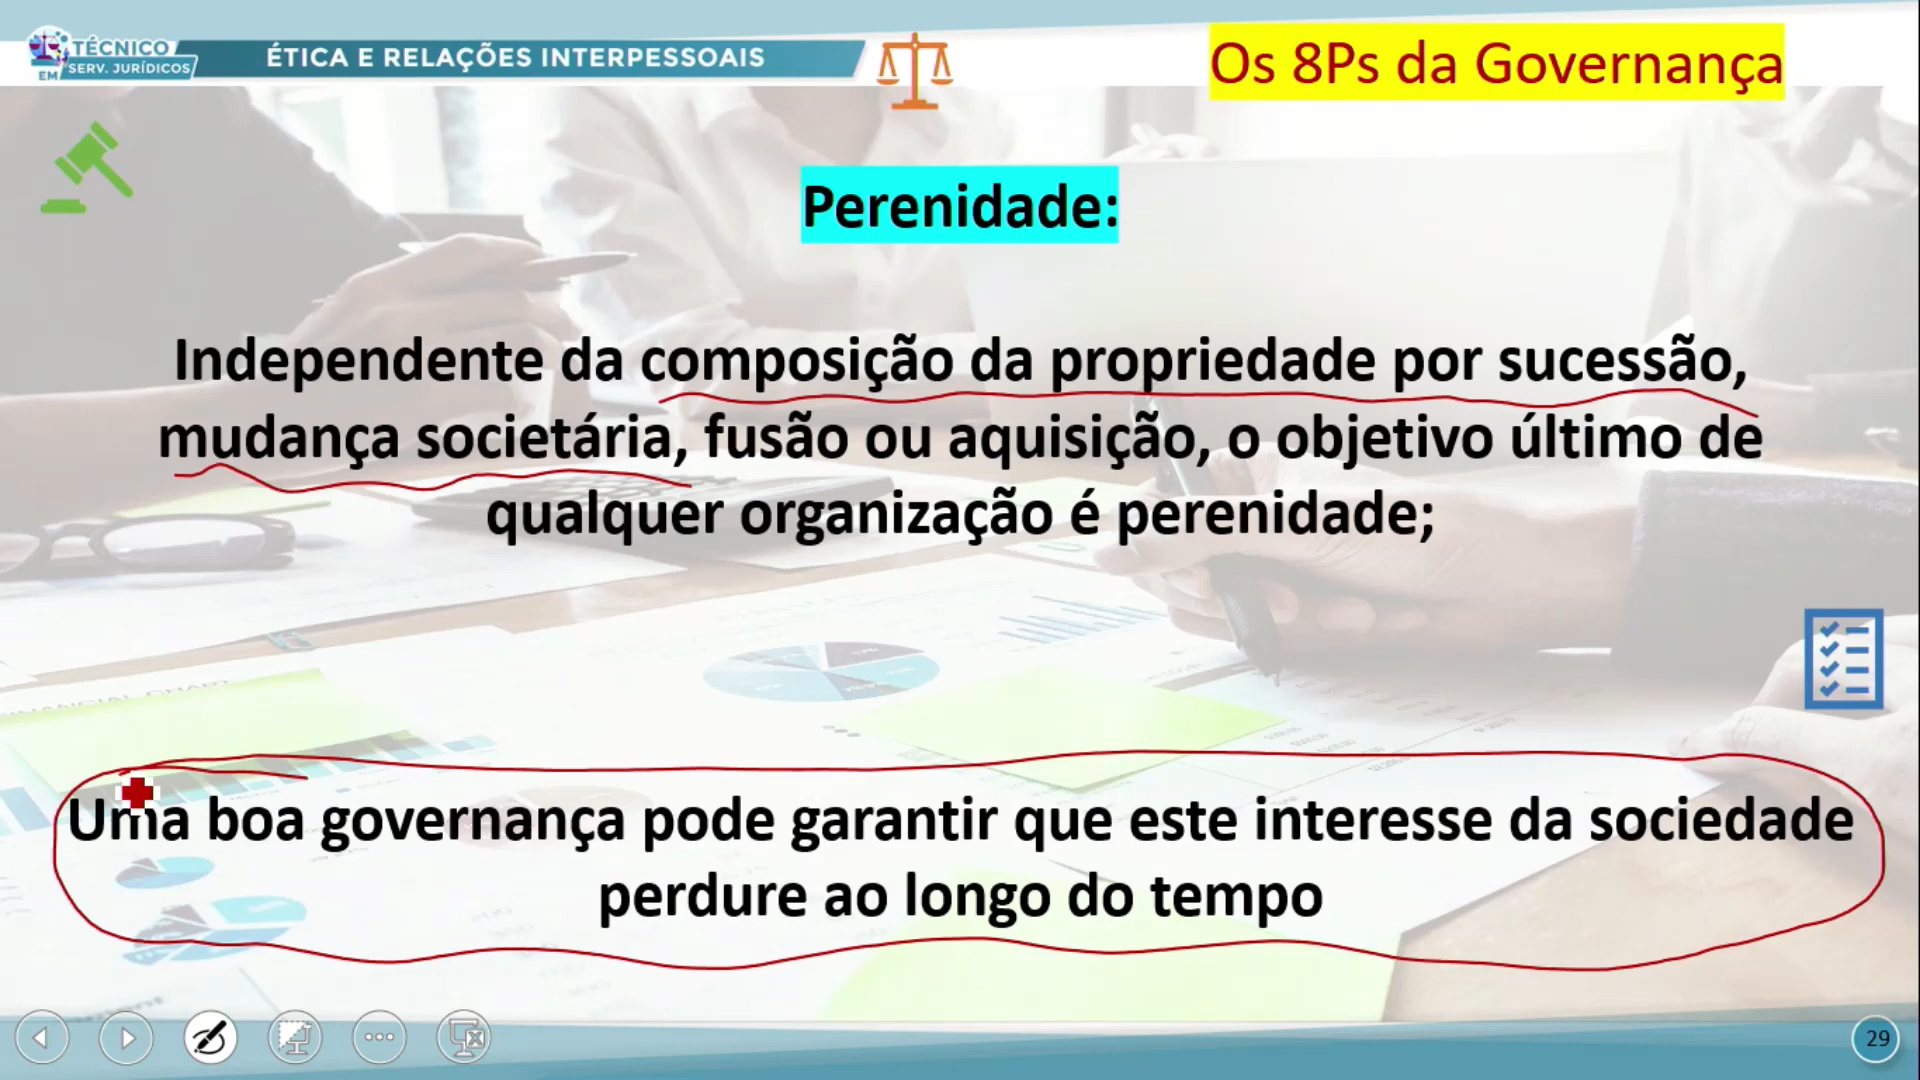 TÉCNICO
EM SERV. JURÍDICOS
ÉTICA E RELAÇÕES INTERPESSOAIS
Os 8Ps da Governança
Perenidade:
Independente da composição da propriedade por sucessão,
mudança societária, fusão ou aquisição, o objetivo último de
qualquer organização é perenidade;
FINANCIAL CHART
Uma boa governança pode garantir que este interesse da sociedade
perdure ao longo do tempo
29